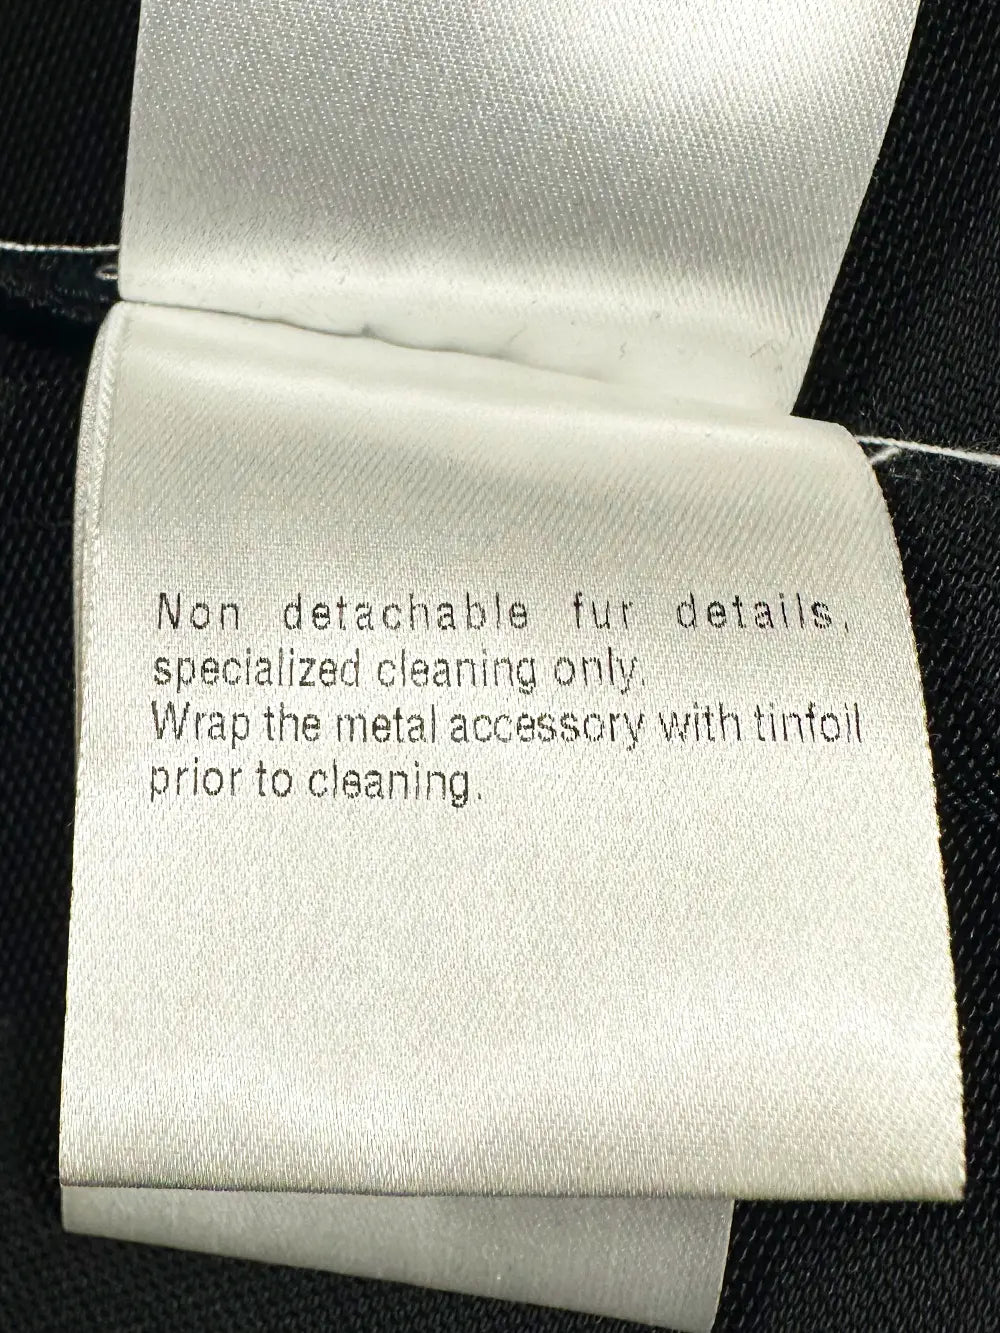 Non detachable fur details,
specialized cleaning only.
Wrap the metal accessory with tinfoil
prior to cleaning.